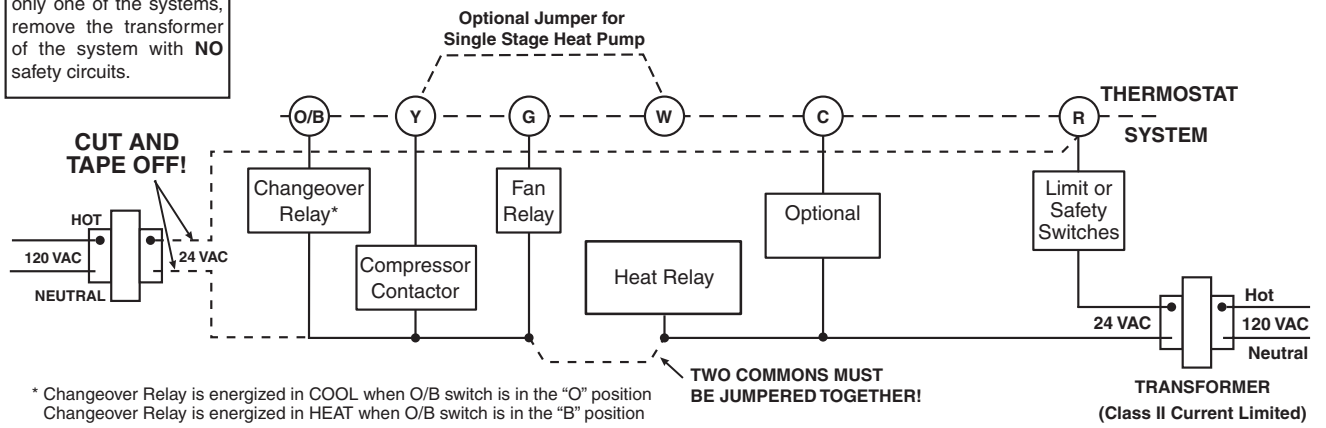 only one of the systems,
remove the transformer
of the system with NO
safety circuits.
Optional Jumper for
Single Stage Heat Pump
O/B
Y
G
W
C
R
THERMOSTAT
SYSTEM
CUT AND
TAPE OFF!
Changeover
Relay*
Fan
Relay
Optional
Limit or
Safety
Switches
Compressor
Contactor
Heat Relay
HOT
120 VAC
24 VAC
NEUTRAL
24 VAC
Hot
120 VAC
Neutral
TWO COMMONS MUST
BE JUMPERED TOGETHER!
TRANSFORMER
(Class II Current Limited)
* Changeover Relay is energized in COOL when O/B switch is in the “O” position
Changeover Relay is energized in HEAT when O/B switch is in the “B” position